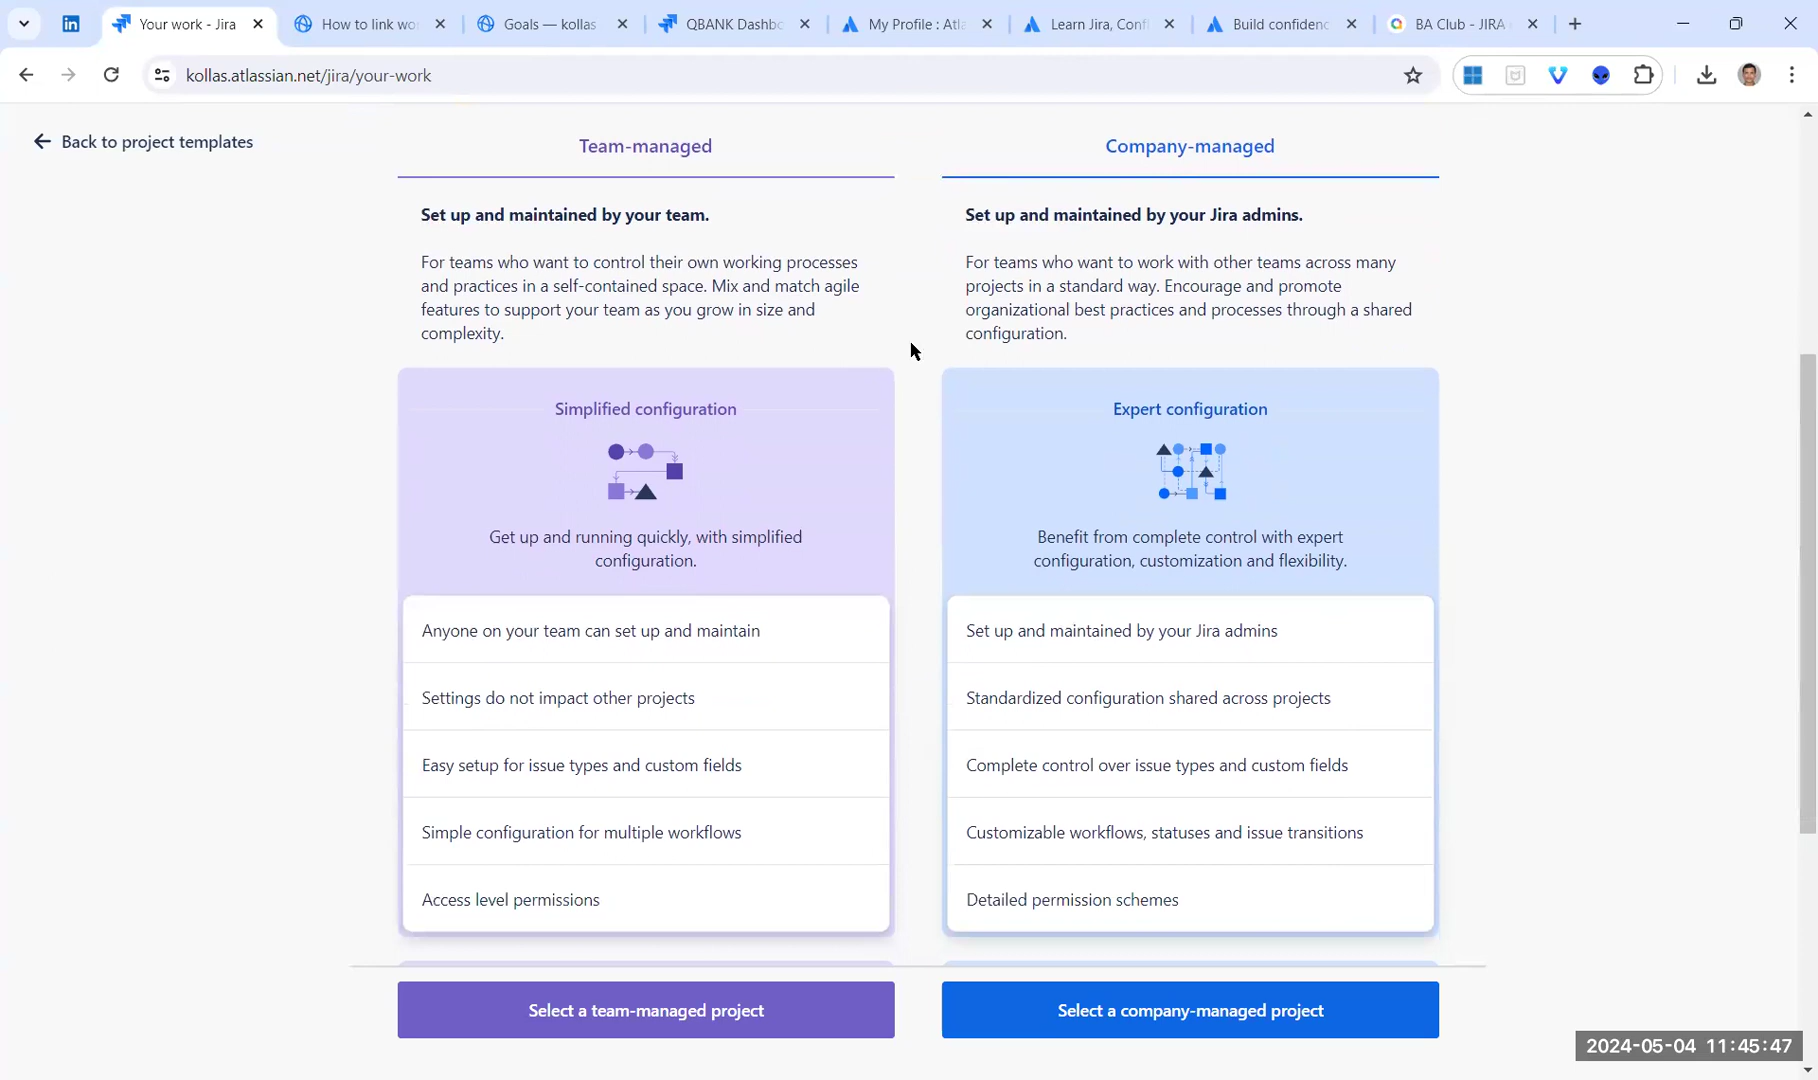 Your work - Jira
How to link wo
Goals — kollas
QBANK Dashbo
My Profile : Atla
Learn Jira, Confl
Build confidenc
BA Club - JIRA
kollas.atlassian.net/jira/your-work
Back to project templates
Team-managed
Set up and maintained by your team.
For teams who want to control their own working processes
and practices in a self-contained space. Mix and match agile
features to support your team as you grow in size and
complexity.
Simplified configuration
Get up and running quickly, with simplified
configuration.
Anyone on your team can set up and maintain
Settings do not impact other projects
Easy setup for issue types and custom fields
Simple configuration for multiple workflows
Access level permissions
Select a team-managed project
Company-managed
Set up and maintained by your Jira admins.
For teams who want to work with other teams across many
projects in a standard way. Encourage and promote
organizational best practices and processes through a shared
configuration.
Expert configuration
Benefit from complete control with expert
configuration, customization and flexibility.
Set up and maintained by your Jira admins
Standardized configuration shared across projects
Complete control over issue types and custom fields
Customizable workflows, statuses and issue transitions
Detailed permission schemes
Select a company-managed project
2024-05-04 11:45:47